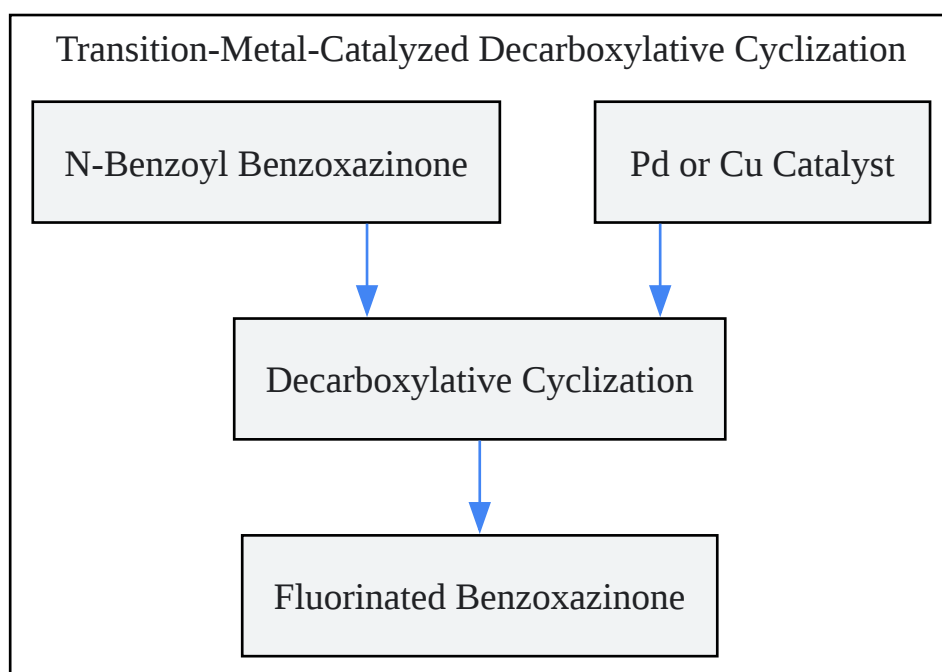 Transition-Metal-Catalyzed Decarboxylative Cyclization
N-Benzoyl Benzoxazinone
Pd or Cu Catalyst
Decarboxylative Cyclization
Fluorinated Benzoxazinone